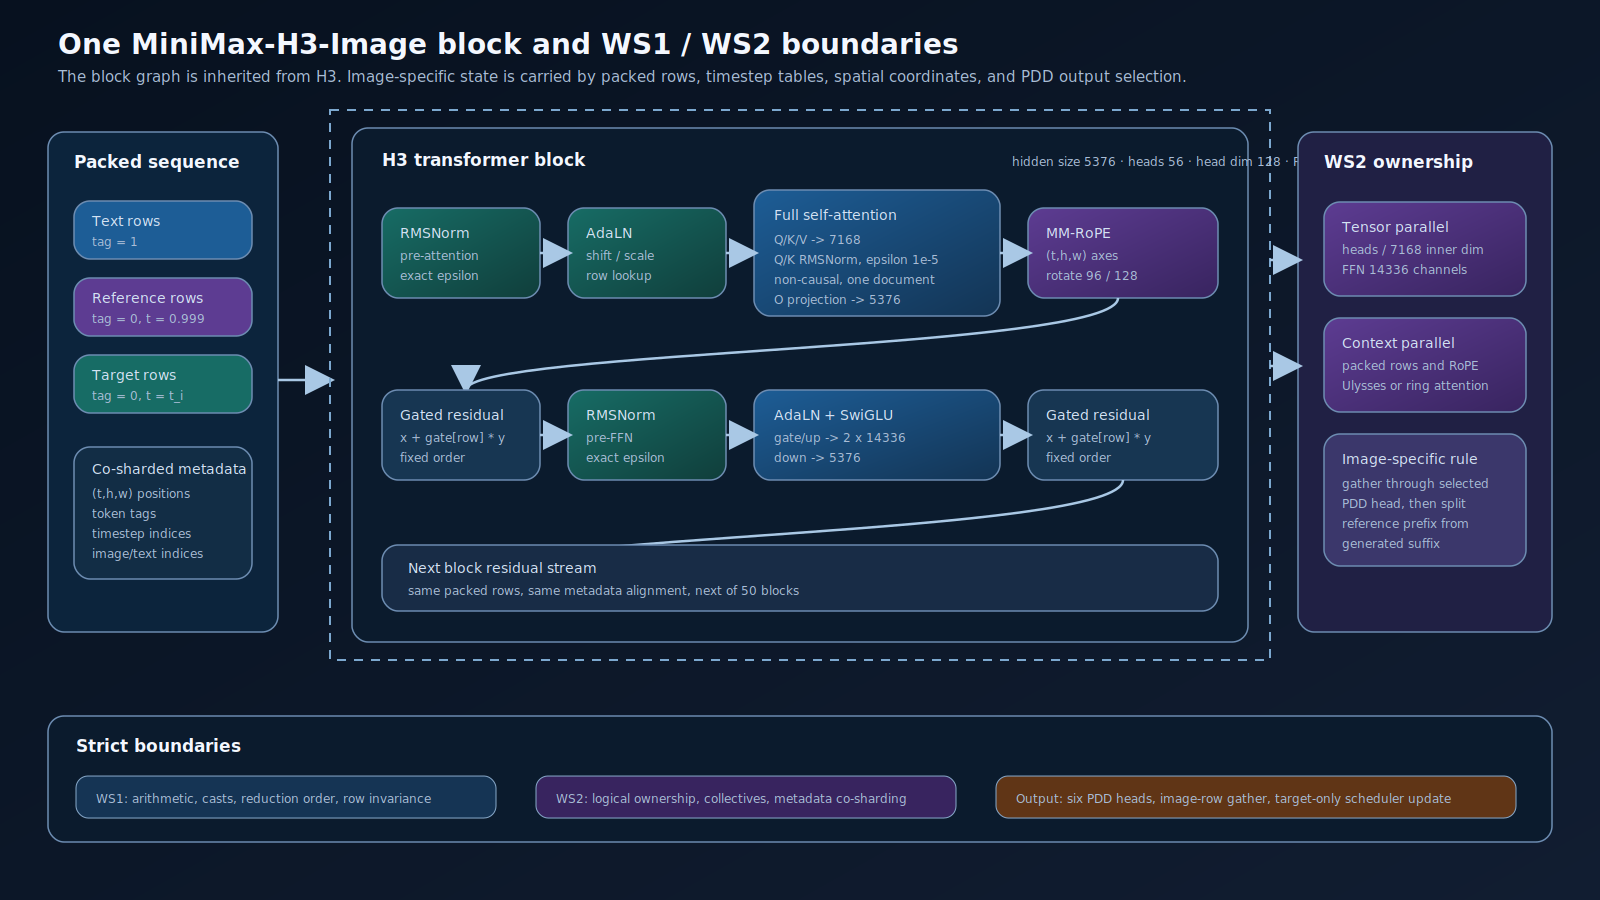 One MiniMax-H3-Image block and WS1 / WS2 boundaries
The block graph is inherited from H3. Image-specific state is carried by packed rows, timestep tables, spatial coordinates, and PDD output selection.
Packed sequence
Text rows
tag = 1
Reference rows
tag = 0, t = 0.999
Target rows
tag = 0, t = t_i
Co-sharded metadata
(t,h,w) positions
token tags
timestep indices
image/text indices
H3 transformer block
hidden size 5376 · heads 56 · head dim 128 ·
RMSNorm
pre-attention
exact epsilon
AdaLN
shift / scale
row lookup
Full self-attention
Q/K/V -> 7168
Q/K RMSNorm, epsilon 1e-5
non-causal, one document
O projection -> 5376
MM-RoPE
(t,h,w) axes
rotate 96 / 128
Gated residual
x + gate[row] * y
fixed order
RMSNorm
pre-FFN
exact epsilon
AdaLN + SwiGLU
gate/up -> 2 x 14336
down -> 5376
Gated residual
x + gate[row] * y
fixed order
Next block residual stream
same packed rows, same metadata alignment, next of 50 blocks
WS2 ownership
Tensor parallel
heads / 7168 inner dim
FFN 14336 channels
Context parallel
packed rows and RoPE
Ulysses or ring attention
Image-specific rule
gather through selected
PDD head, then split
reference prefix from
generated suffix
Strict boundaries
WS1: arithmetic, casts, reduction order, row invariance
WS2: logical ownership, collectives, metadata co-sharding
Output: six PDD heads, image-row gather, target-only scheduler update